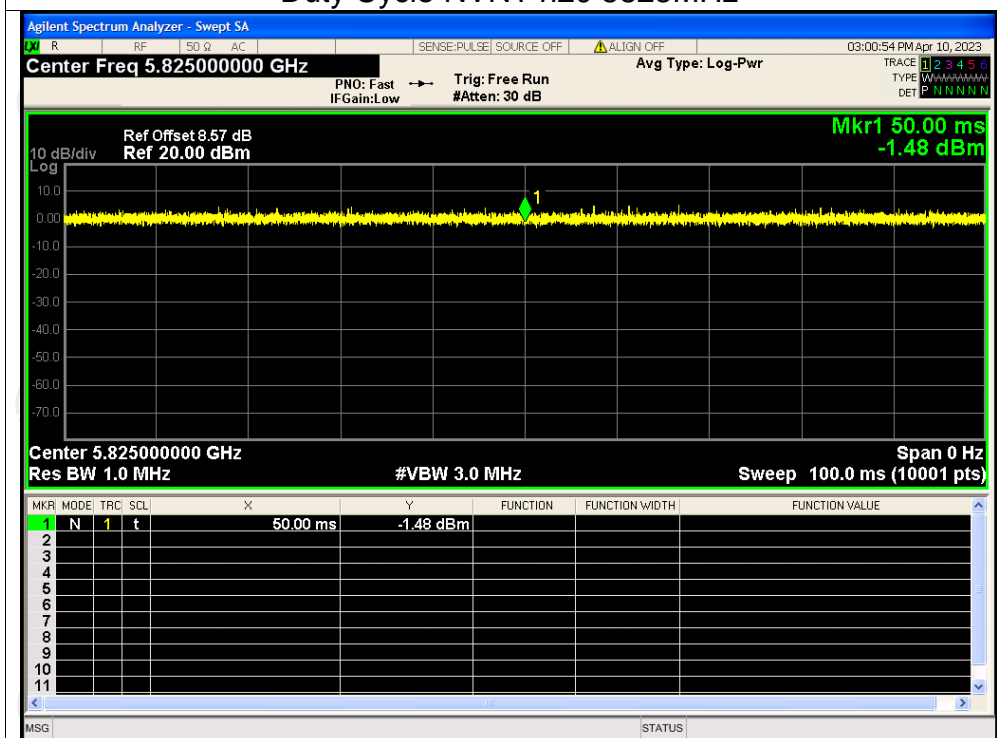 Agilent Spectrum Analyzer - Swept SA
LXI R RF 50 Ω AC SENSE:PULSE SOURCE OFF ALIGN OFF 03:00:54 PM Apr 10, 2023
Center Freq 5.825000000 GHz Avg Type: Log-Pwr TRACE 1 2 3 4 5 6
PNO: Fast Trig: Free Run TYPE
IFGain:Low #Atten: 30 dB DET P N N N N N
Mkr1 50.00 ms
Ref Offset 8.57 dB
10 dB/div Ref 20.00 dBm -1.48 dBm
Log
10.0
1
0.00
-10.0
-20.0
-30.0
-40.0
-50.0
-60.0
-70.0
Center 5.825000000 GHz Span 0 Hz
Res BW 1.0 MHz #VBW 3.0 MHz Sweep 100.0 ms (10001 pts)
MKR MODE TRC SCL X Y FUNCTION FUNCTION WIDTH FUNCTION VALUE
1 N 1 t 50.00 ms -1.48 dBm
2
3
4
5
6
7
8
9
10
11
MSG STATUS